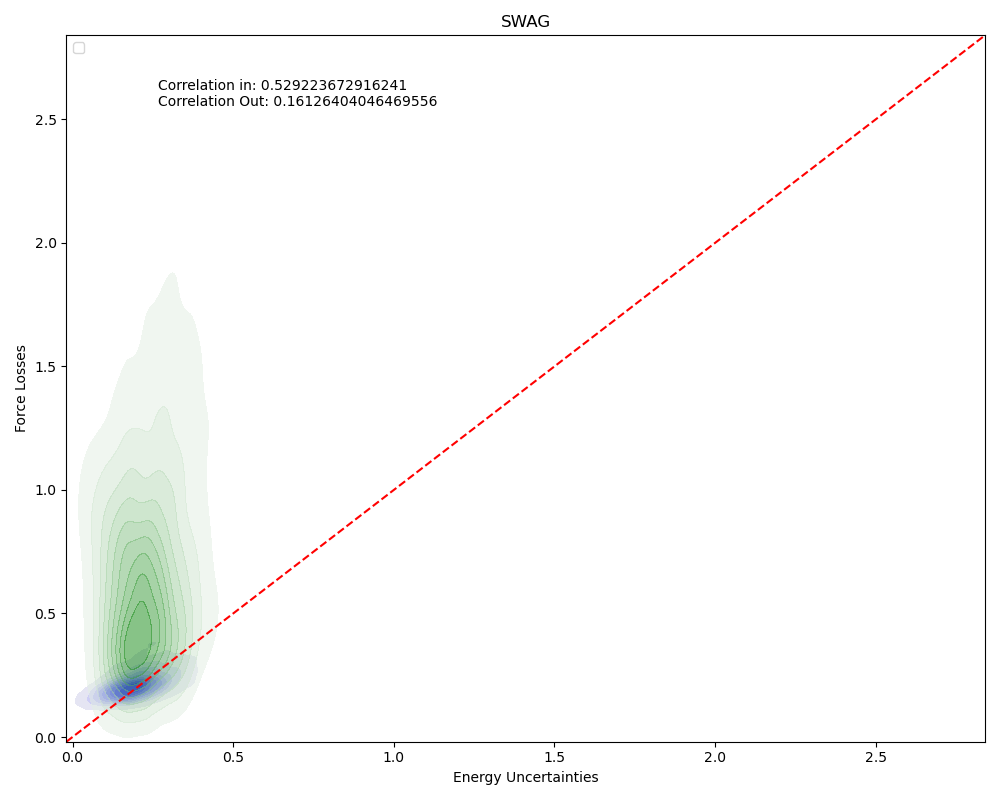 SWAG
Correlation in: 0.529223672916241
Correlation Out: 0.16126404046469556
2.5
2.0
1.5
1.0
0.5
0.0
Force Losses
0.0 0.5 1.0 1.5 2.0 2.5
Energy Uncertainties